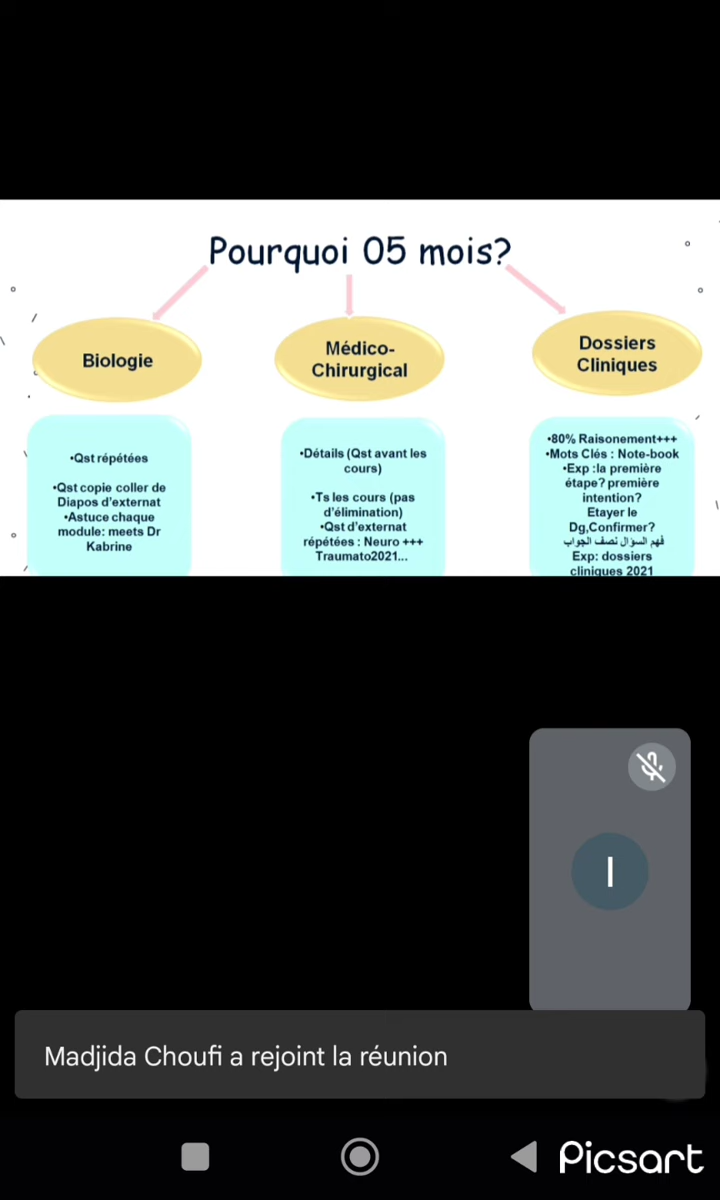 Pourquoi 05 mois?
Biologie
•Qst répétées
•Qst copie coller de
Diapos d'externat
•Astuce chaque
module: meets Dr
Kabrine
Médico-
Chirurgical
•Détails (Qst avant les
cours)
•Ts les cours (pas
d'élimination)
•Qst d'externat
répétées : Neuro +++
Traumato2021...
Dossiers
Cliniques
•80% Raisonement+++
•Mots Clés : Note-book
•Exp :la première
étape? première
intention?
Etayer le
Dg,Confirmer?
فهم السؤال نصف الجواب
Exp: dossiers
cliniques 2021
I
Madjida Choufi a rejoint la réunion
Picsart